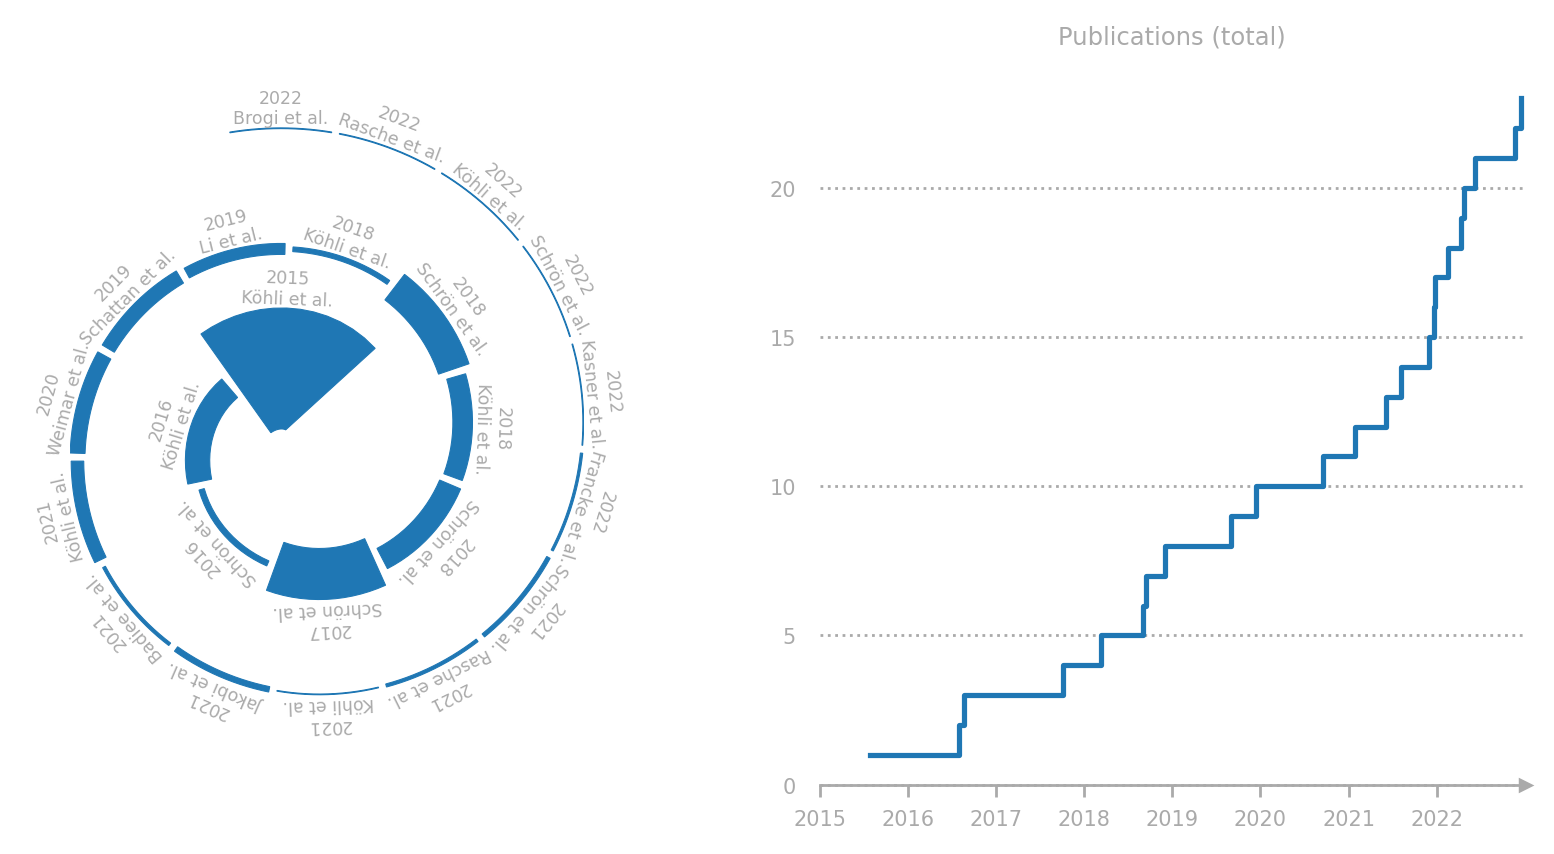 2022
Brogi et al.
2022
Rasche et al.
2022
Köhli et al.
2022
Schrön et al.
2022
Kasner et al.
2022
Francke et al.
2021
Schrön et al.
2021
Rasche et al.
2021
Köhli et al.
2021
Jakobi et al.
2021
Badiee et al.
2021
Köhli et al.
2020
Weimar et al.
2019
Schattan et al.
2019
Li et al.
2018
Köhli et al.
2018
Schrön et al.
2018
Köhli et al.
2018
Schrön et al.
2017
Schrön et al.
2016
Schrön et al.
2016
Köhli et al.
2015
Köhli et al.
Publications (total)
20
15
10
5
0
2015 2016 2017 2018 2019 2020 2021 2022